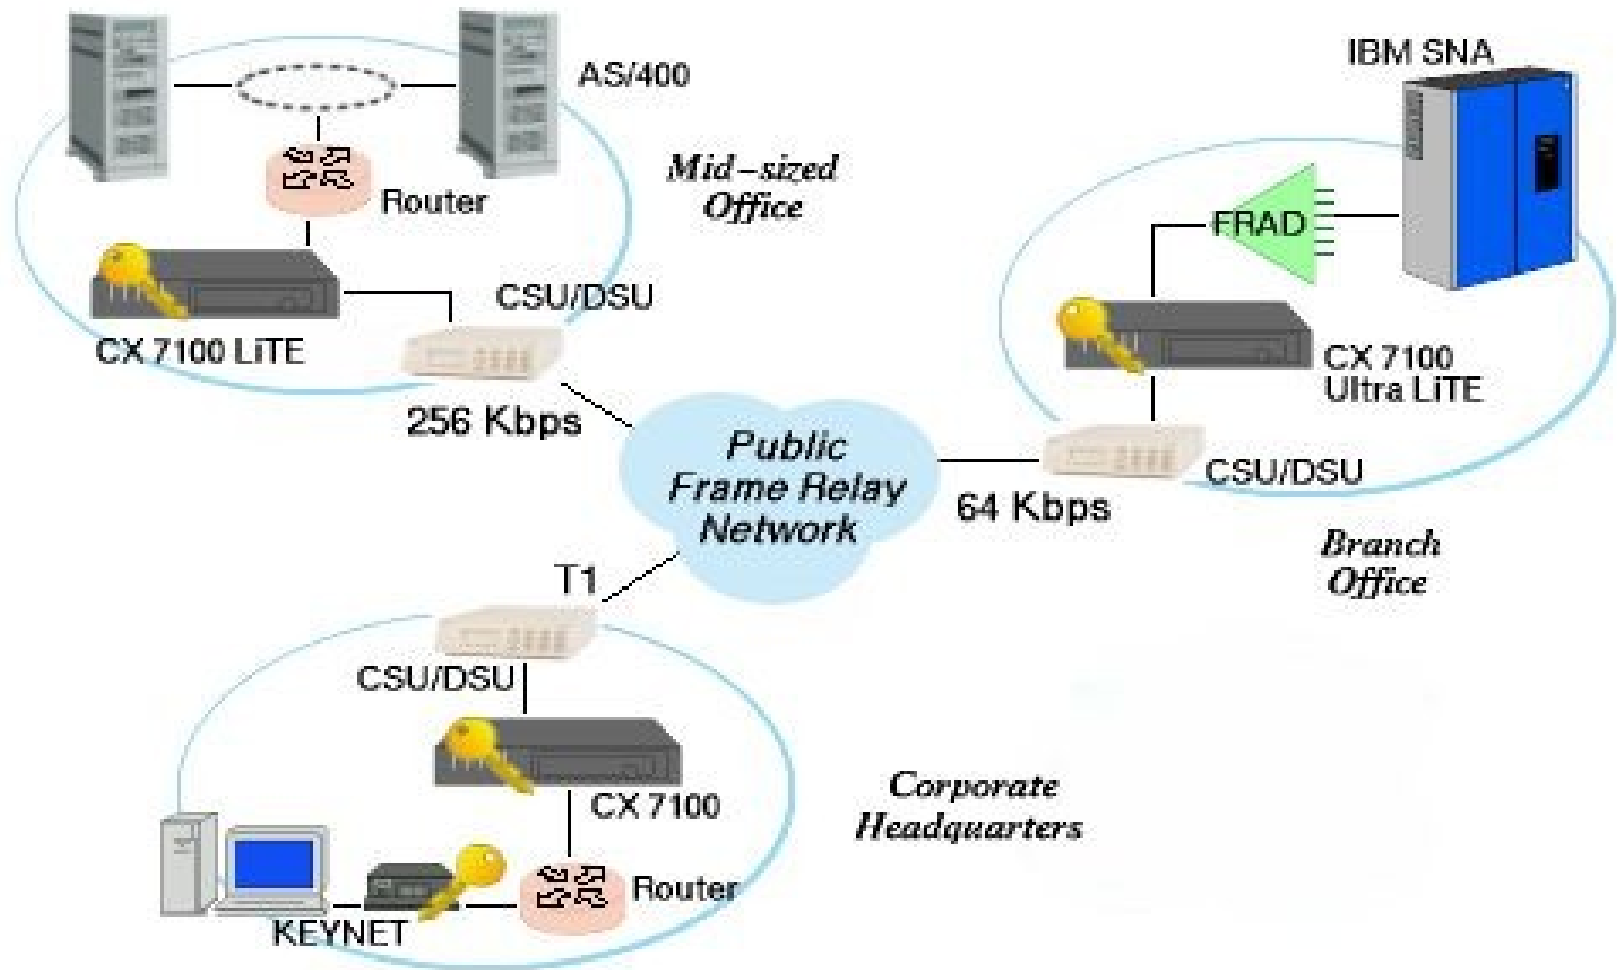 AS/400
Mid-sized
Office
Router
CSU/DSU
CX 7100 LiTE
256 Kbps
IBM SNA
FRAD
CX 7100
Ultra LiTE
CSU/DSU
64 Kbps
Branch
Office
Public
Frame Relay
Network
T1
CSU/DSU
CX 7100
Corporate
Headquarters
Router
KEYNET